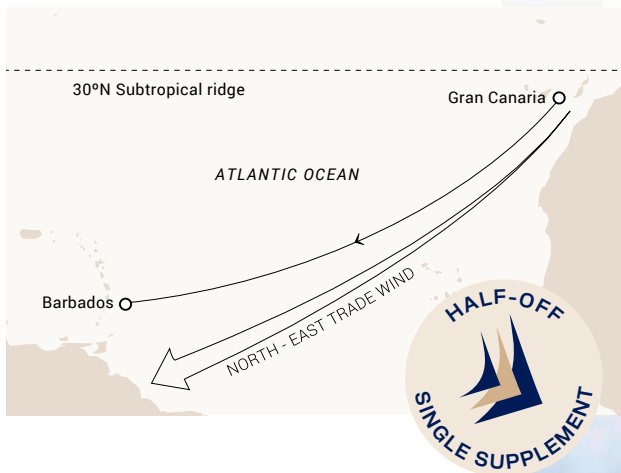 30ºN Subtropical ridge
Gran Canaria
ATLANTIC OCEAN
Barbados
NORTH - EAST TRADE WIND
HALF-OFF
SINGLE SUPPLEMENT